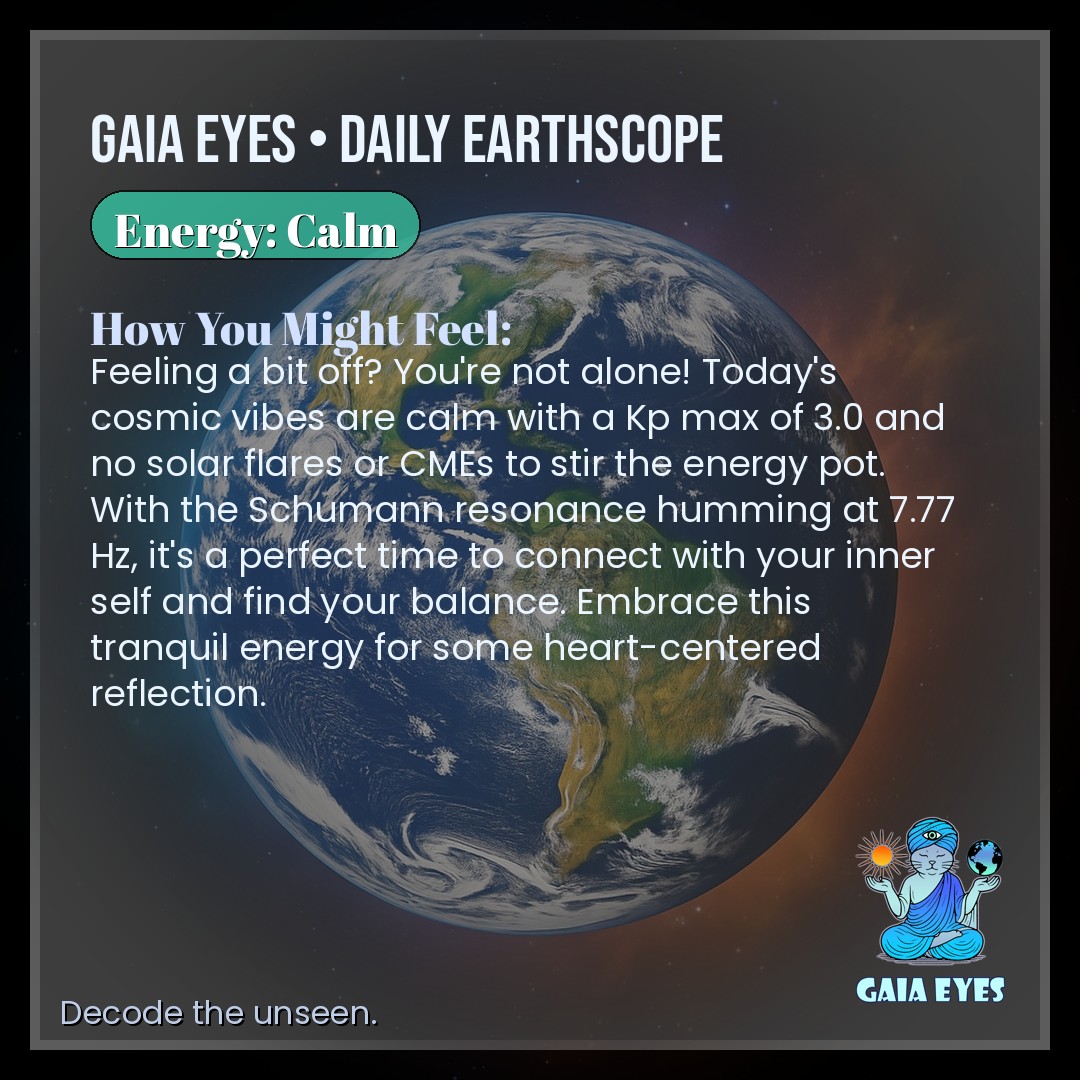 GAIA EYES • DAILY EARTHSCOPE
Energy: Calm
How You Might Feel:
Feeling a bit off? You're not alone! Today's
cosmic vibes are calm with a Kp max of 3.0 and
no solar flares or CMEs to stir the energy pot.
With the Schumann resonance humming at 7.77
Hz, it's a perfect time to connect with your inner
self and find your balance. Embrace this
tranquil energy for some heart-centered
reflection.
GAIA EYES
Decode the unseen.